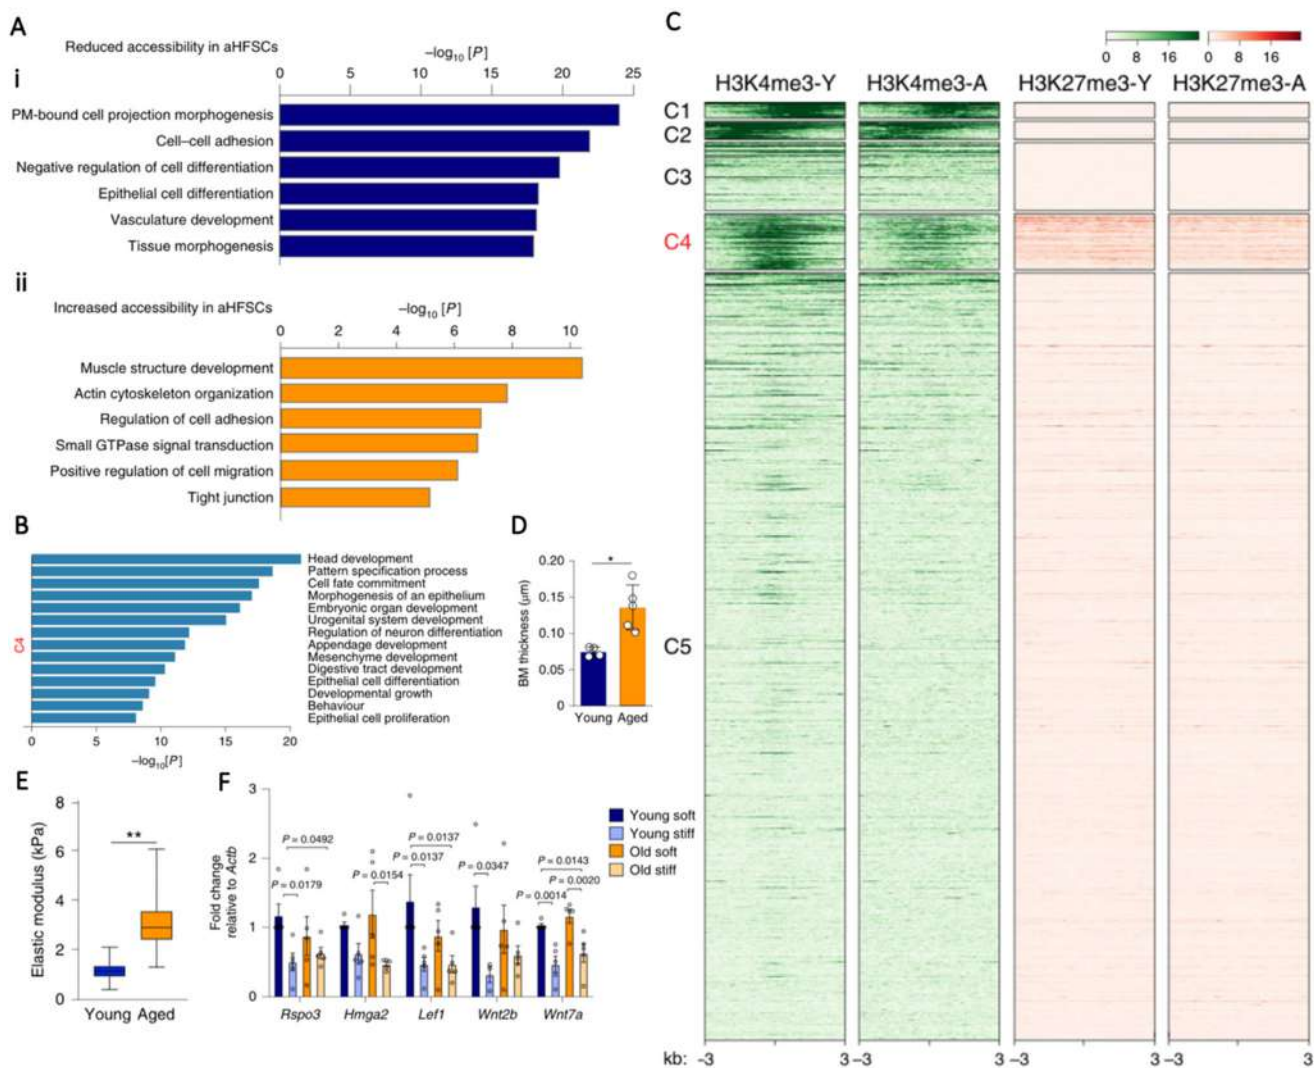 A
Reduced accessibility in aHFSCs
–log10 [P]
0 5 10 15 20 25
i
PM-bound cell projection morphogenesis
Cell–cell adhesion
Negative regulation of cell differentiation
Epithelial cell differentiation
Vasculature development
Tissue morphogenesis
ii
Increased accessibility in aHFSCs
–log10 [P]
0 2 4 6 8 10
Muscle structure development
Actin cytoskeleton organization
Regulation of cell adhesion
Small GTPase signal transduction
Positive regulation of cell migration
Tight junction
B
C4
Head development
Pattern specification process
Cell fate commitment
Morphogenesis of an epithelium
Embryonic organ development
Urogenital system development
Regulation of neuron differentiation
Appendage development
Mesenchyme development
Digestive tract development
Epithelial cell differentiation
Developmental growth
Behaviour
Epithelial cell proliferation
0 5 10 15 20
–log10[P]
C
0 8 16 0 8 16
H3K4me3-Y H3K4me3-A H3K27me3-Y H3K27me3-A
C1
C2
C3
C4
C5
kb: –3 3 –3 3 –3 3 –3 3
D
BM thickness (μm)
0.20
0.15
0.10
0.05
0
*
Young Aged
E
Elastic modulus (kPa)
8
6
4
2
0
**
Young Aged
F
Fold change
relative to Actb
3
2
1
0
P = 0.0492
P = 0.0179
P = 0.0154
P = 0.0137
P = 0.0137
P = 0.0347
P = 0.0143
P = 0.0020
P = 0.0014
Rspo3 Hmga2 Lef1 Wnt2b Wnt7a
Young soft
Young stiff
Old soft
Old stiff